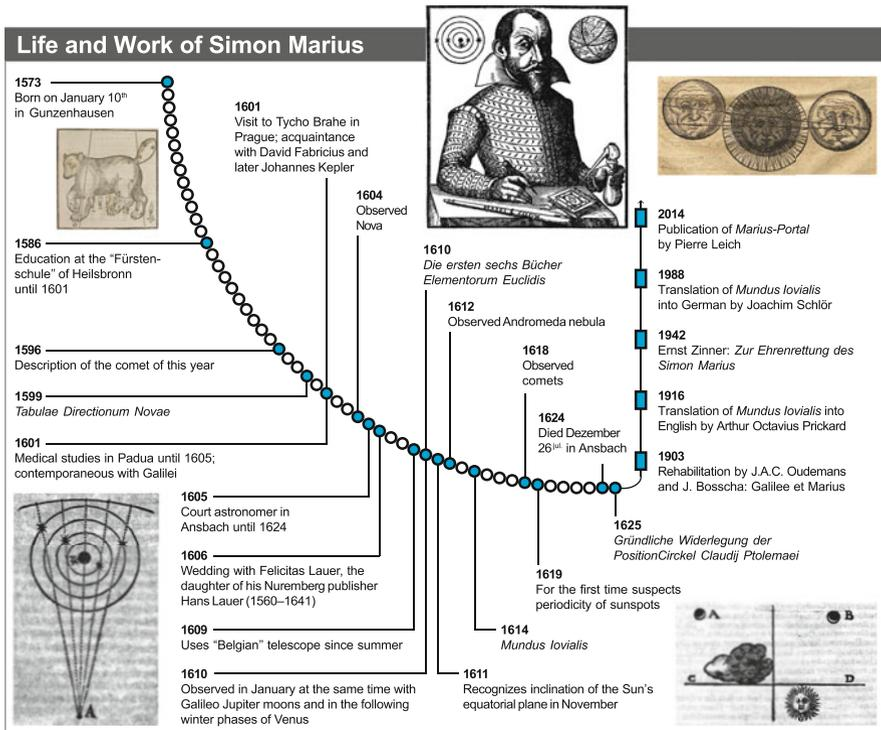 Life and Work of Simon Marius
1573
Born on January 10th
in Gunzenhausen
1586
Education at the “Fürsten-
schule” of Heilsbronn
until 1601
1596
Description of the comet of this year
1599
Tabulae Directionum Novae
1601
Medical studies in Padua until 1605;
contemporaneous with Galilei
1601
Visit to Tycho Brahe in
Prague; acquaintance
with David Fabricius and
later Johannes Kepler
1604
Observed
Nova
1605
Court astronomer in
Ansbach until 1624
1606
Wedding with Felicitas Lauer, the
daughter of his Nuremberg publisher
Hans Lauer (1560–1641)
1609
Uses “Belgian” telescope since summer
1610
Observed in January at the same time with
Galileo Jupiter moons and in the following
winter phases of Venus
1610
Die ersten sechs Bücher
Elementorum Euclidis
1611
Recognizes inclination of the Sun’s
equatorial plane in November
1612
Observed Andromeda nebula
1614
Mundus Iovialis
1618
Observed
comets
1619
For the first time suspects
periodicity of sunspots
1624
Died Dezember
26jul. in Ansbach
1625
Gründliche Widerlegung der
PositionCirckel Claudij Ptolemaei
2014
Publication of Marius-Portal
by Pierre Leich
1988
Translation of Mundus Iovialis
into German by Joachim Schlör
1942
Ernst Zinner: Zur Ehrenrettung des
Simon Marius
1916
Translation of Mundus Iovialis into
English by Arthur Octavius Prickard
1903
Rehabilitation by J.A.C. Oudemans
and J. Bosscha: Galilee et Marius
A
A
B
C
D